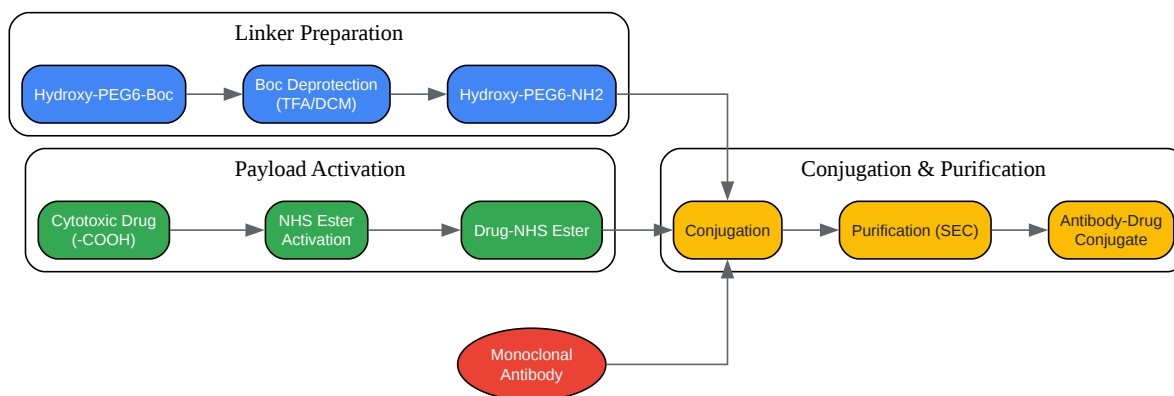 Linker Preparation
Hydroxy-PEG6-Boc
Boc Deprotection
(TFA/DCM)
Hydroxy-PEG6-NH2
Payload Activation
Cytotoxic Drug
(-COOH)
NHS Ester
Activation
Drug-NHS Ester
Conjugation & Purification
Conjugation
Purification (SEC)
Antibody-Drug
Conjugate
Monoclonal
Antibody